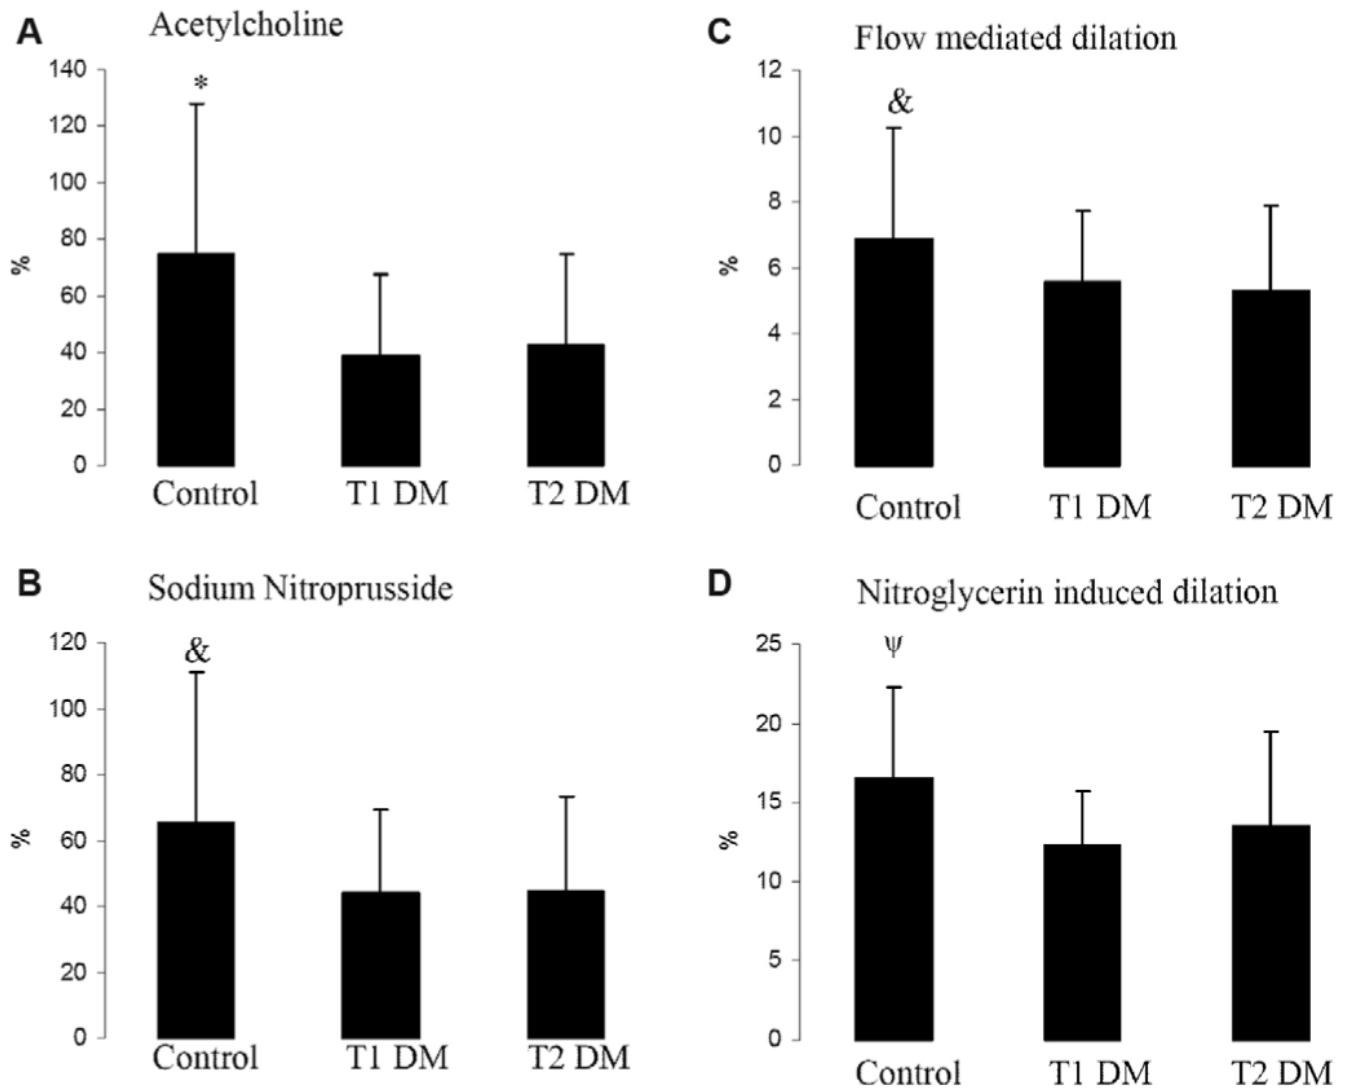 A
Acetylcholine
140
120
100
80
60
40
20
0
%
*
Control T1 DM T2 DM
C
Flow mediated dilation
12
10
8
6
4
2
0
%
&
Control T1 DM T2 DM
B
Sodium Nitroprusside
120
100
80
60
40
20
0
%
&
Control T1 DM T2 DM
D
Nitroglycerin induced dilation
25
20
15
10
5
0
%
ψ
Control T1 DM T2 DM